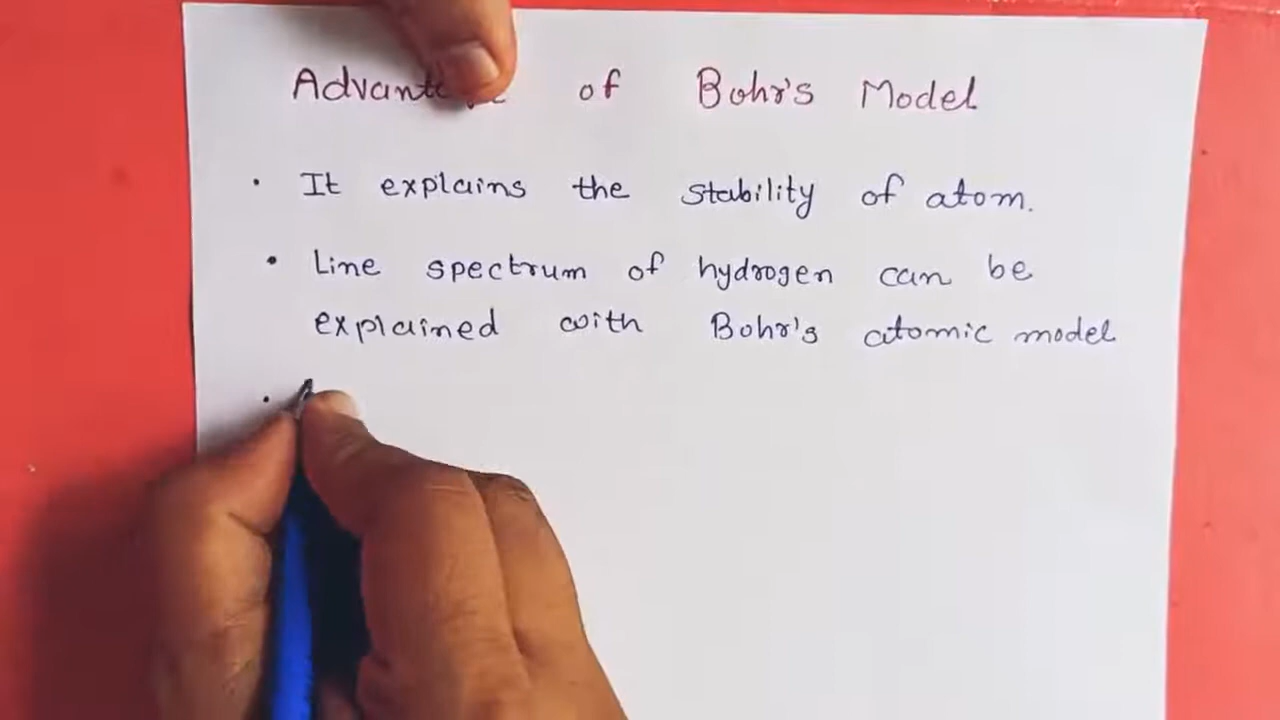 of Bohr's Model
• It explains the stability of atom.
• Line spectrum of hydrogen can be
explained with Bohr's atomic model
•